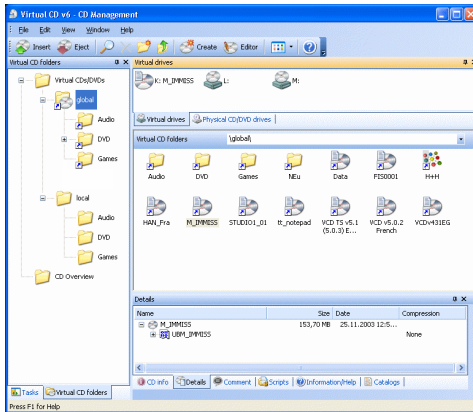 Virtual CD v6 - CD Management
File Edit View Window Help
Insert Eject Create Editor
Virtual CD folders
Virtual CDs/DVDs
global
Audio
DVD
Games
local
Audio
DVD
Games
CD Overview
Tasks Virtual CD folders
Virtual drives
K: M_IMMISS L: M:
Virtual drives Physical CD/DVD drives
Virtual CD folders \global\
Audio DVD Games NEu Data FIS0001 H+H
HAN_Fra M_IMMISS STUDIO1_01 tt_notepad VCD TS v5.1 VCD v5.0.2 VCDv431EG
(5.0.3) E... French
Details
Name Size Date Compression
M_IMMISS 153,70 MB 25.11.2003 12:5...
UBM_IMMISS None
CD info Details Comment Scripts Information/Help Catalogs
Press F1 for Help